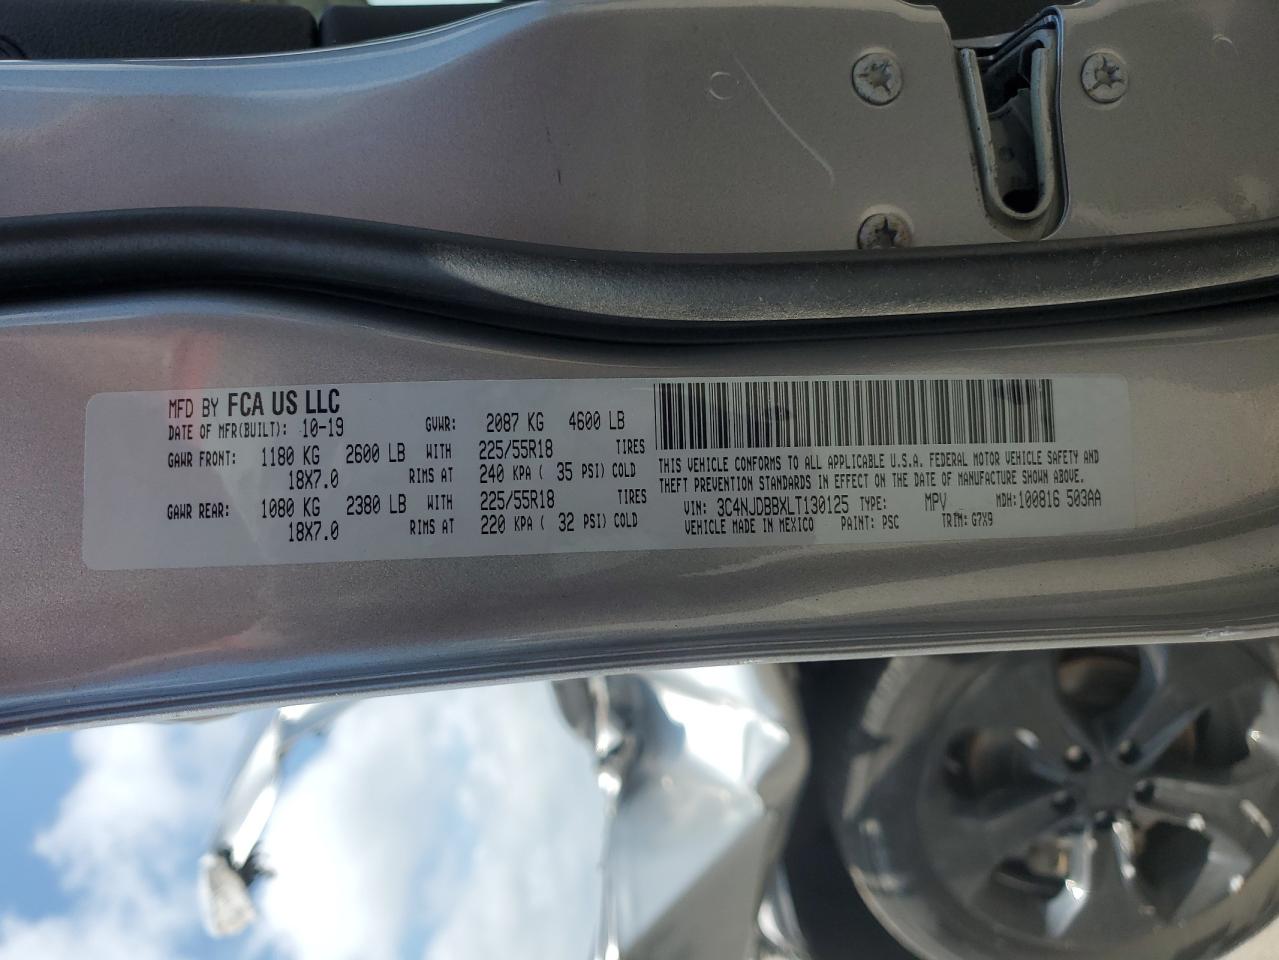 MFD BY FCA US LLC
DATE OF MFR(BUILT): 10-19 GVWR: 2087 KG 4600 LB
GAWR FRONT: 1180 KG 2600 LB WITH 225/55R18 TIRES
18X7.0 RIMS AT 240 KPA ( 35 PSI) COLD
GAWR REAR: 1080 KG 2380 LB WITH 225/55R18 TIRES
18X7.0 RIMS AT 220 KPA ( 32 PSI) COLD
THIS VEHICLE CONFORMS TO ALL APPLICABLE U.S.A. FEDERAL MOTOR VEHICLE SAFETY AND
THEFT PREVENTION STANDARDS IN EFFECT ON THE DATE OF MANUFACTURE SHOWN ABOVE.
VIN: 3C4NJDBBXLT130125 TYPE: MPV MDH:100816 503AA
VEHICLE MADE IN MEXICO PAINT: PSC TRIM: G7X9